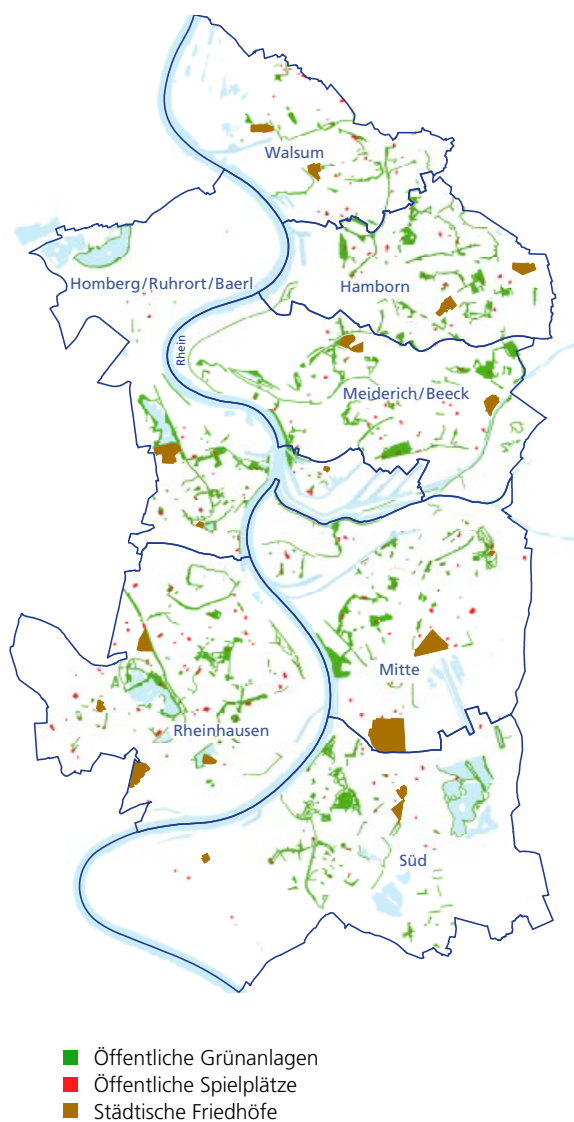 Walsum
Homberg/Ruhrort/Baerl
Hamborn
Rhein
Meiderich/Beeck
Mitte
Rheinhausen
Süd
Öffentliche Grünanlagen
Öffentliche Spielplätze
Städtische Friedhöfe